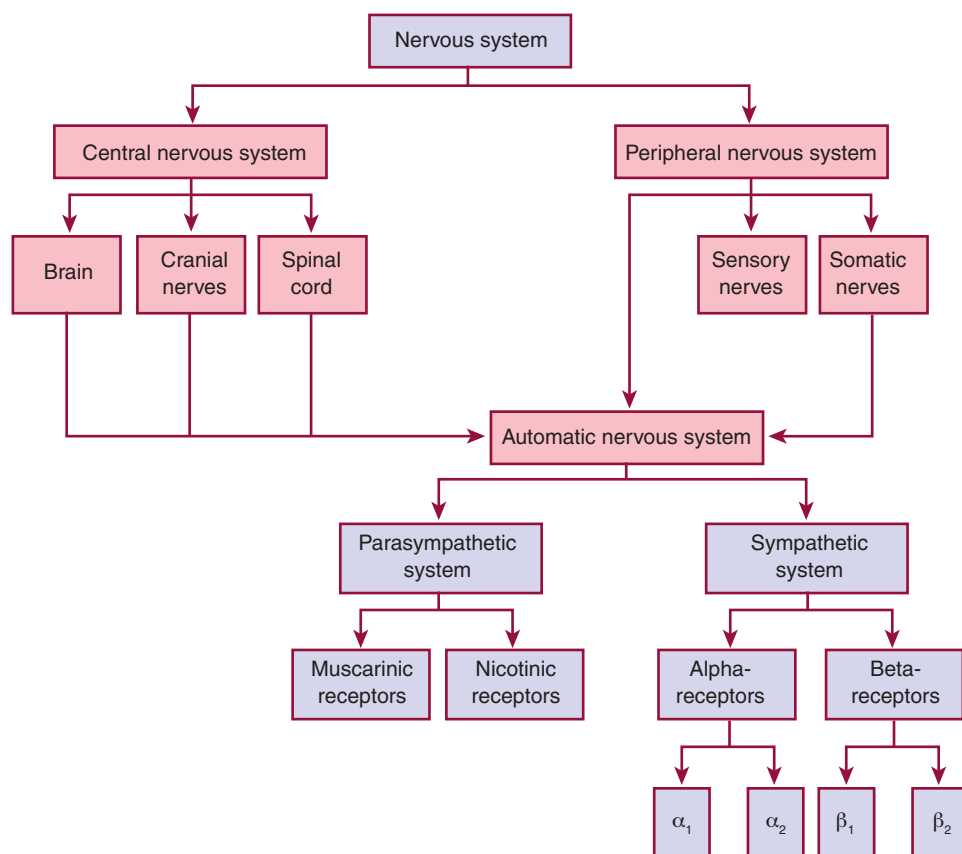 Nervous system
Central nervous system
Peripheral nervous system
Brain
Cranial
nerves
Spinal
cord
Sensory
nerves
Somatic
nerves
Automatic nervous system
Parasympathetic
system
Sympathetic
system
Muscarinic
receptors
Nicotinic
receptors
Alpha-
receptors
Beta-
receptors
α₁
α₂
β₁
β₂